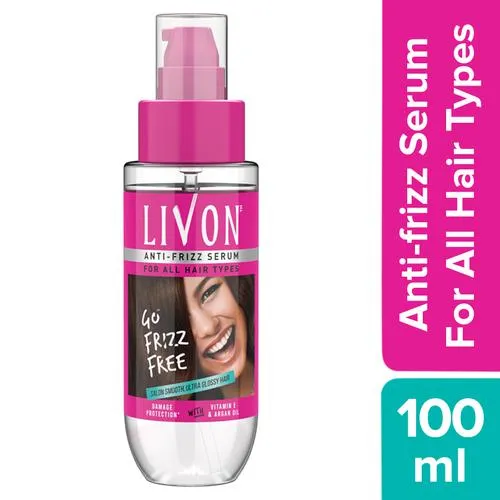 LIVON
ANTI-FRIZZ SERUM
FOR ALL HAIR TYPES
GO
FRIZZ
FREE
SALON SMOOTH, ULTRA GLOSSY HAIR
DAMAGE
PROTECTION*
WITH
VITAMIN E
& ARGAN OIL
Anti-frizz Serum
For All Hair Types
100
ml